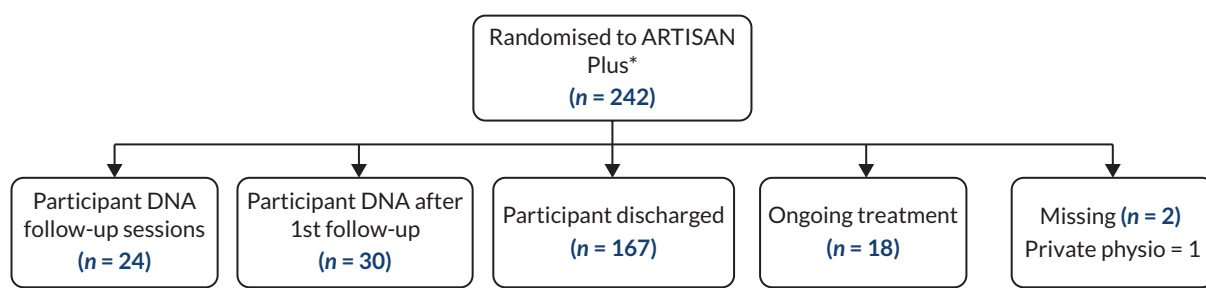 Randomised to ARTISAN
Plus*
(n = 242)
Participant DNA
follow-up sessions
(n = 24)
Participant DNA after
1st follow-up
(n = 30)
Participant discharged
(n = 167)
Ongoing treatment
(n = 18)
Missing (n = 2)
Private physio = 1